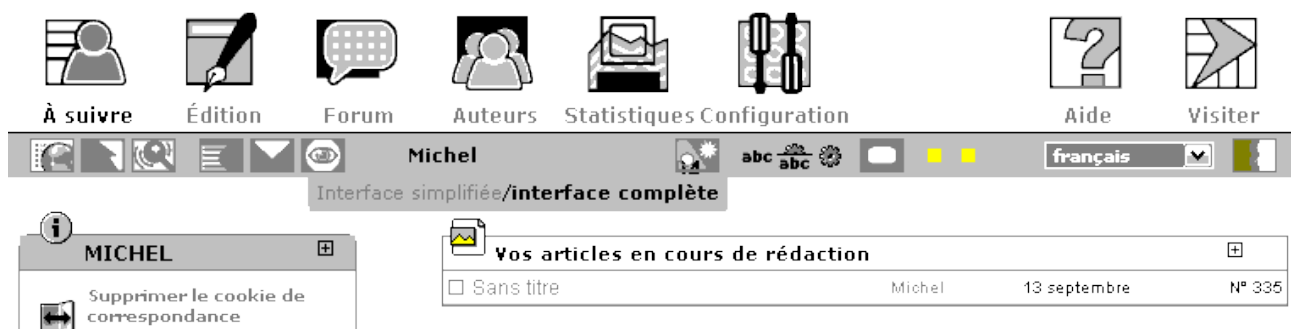 À suivre Édition Forum Auteurs Statistiques Configuration Aide Visiter
Michel abc abc abc français
Interface simplifiée/interface complète
MICHEL
Vos articles en cours de rédaction
Sans titre Michel 13 septembre N° 335
Supprimer le cookie de
correspondance